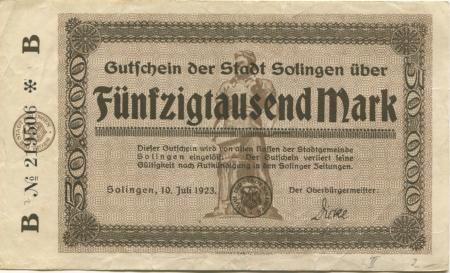 B
Nº 219506 * B
50.000
50.000
Gutschein der Stadt Solingen über
Fünfzigtausend Mark
Dieser Gutschein wird von allen Kassen der Stadtgemeinde
Solingen eingelöst. Der Gutschein verliert seine
Gültigkeit nach Aufkündigung in den Solinger Zeitungen.
Solingen, 10. Juli 1923.
Der Oberbürgermeister: